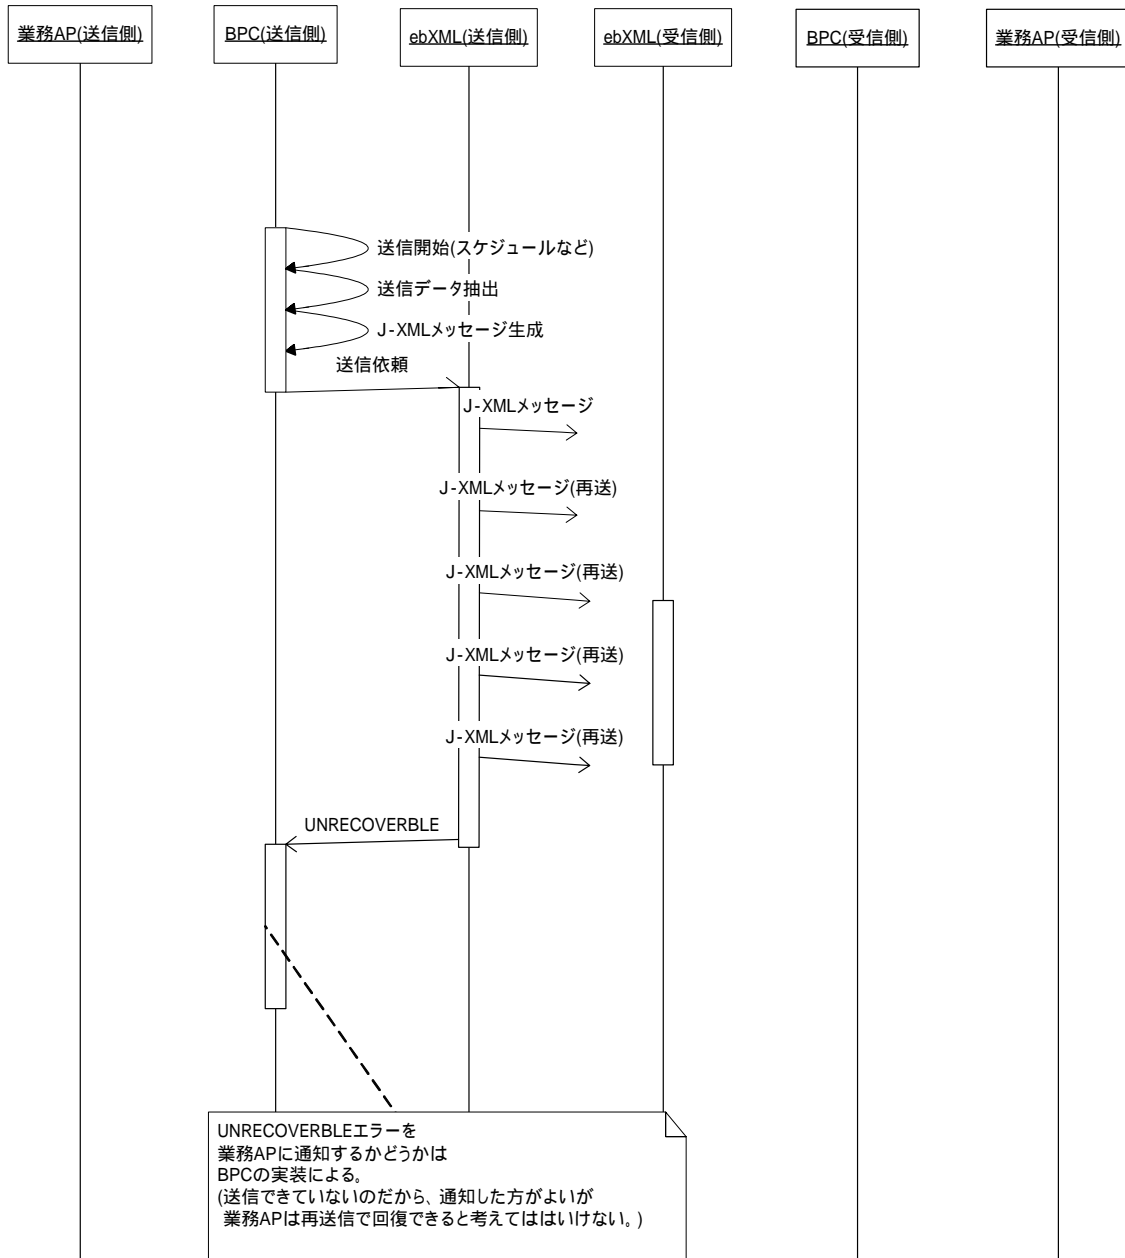 業務AP(送信側)
BPC(送信側)
ebXML(送信側)
ebXML(受信側)
BPC(受信側)
業務AP(受信側)
送信開始(スケジュールなど)
送信データ抽出
J-XMLメッセージ生成
送信依頼
J-XMLメッセージ
J-XMLメッセージ(再送)
J-XMLメッセージ(再送)
J-XMLメッセージ(再送)
J-XMLメッセージ(再送)
UNRECOVERBLE
UNRECOVERBLEエラーを
業務APに通知するかどうかは
BPCの実装による。
(送信できていないのだから、通知した方がよいが
業務APは再送信で回復できると考えてははいけない。)